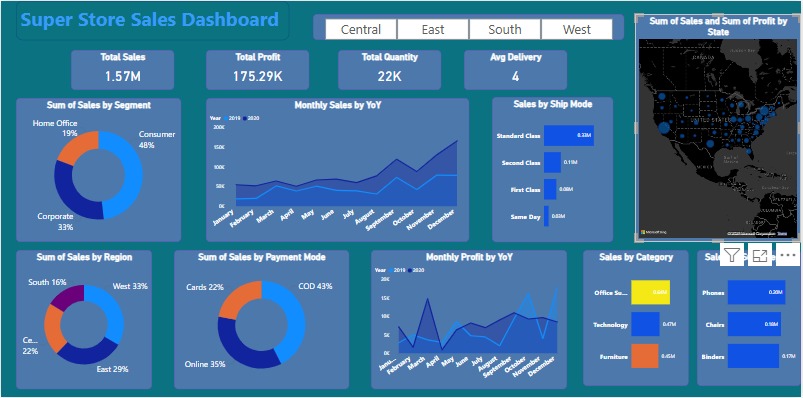 Super Store Sales Dashboard
Central
East
South
West
Sum of Sales and Sum of Profit by
State
Total Sales
1.57M
Total Profit
175.29K
Total Quantity
22K
Avg Delivery
4
CANADA
UNITED STATES
MEXICO
© 2025 Microsoft Corporation Terms
Sum of Sales by Segment
Home Office
19%
Consumer
48%
Corporate
33%
Monthly Sales by YoY
Year 2019 2020
200K
150K
100K
50K
0K
January
February
March
April
May
June
July
August
September
October
November
December
Sales by Ship Mode
Standard Class
0.33M
Second Class
0.11M
First Class
0.08M
Same Day
0.03M
Sum of Sales by Region
South 16%
West 33%
Ce...
22%
East 29%
Sum of Sales by Payment Mode
Cards 22%
COD 43%
Online 35%
Monthly Profit by YoY
Year 2019 2020
20K
15K
10K
5K
0K
Janu...
February
March
April
May
June
July
August
September
October
November
December
Sales by Category
Office Su...
Technology
0.47M
Furniture
0.45M
Phones
0.20M
Chairs
0.18M
Binders
0.17M